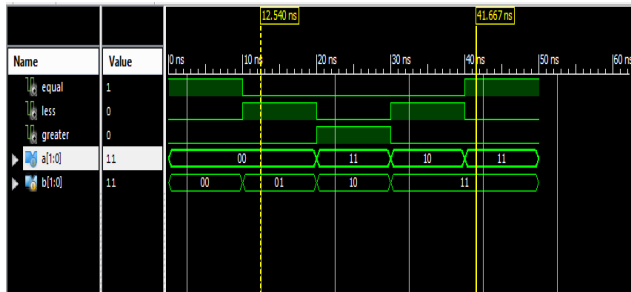 12.540 ns 41.667 ns
Name Value 0 ns 10 ns 20 ns 30 ns 40 ns 50 ns 60 ns
equal 1
less 0
greater 0
a[1:0] 11 00 11 10 11
b[1:0] 11 00 01 10 11